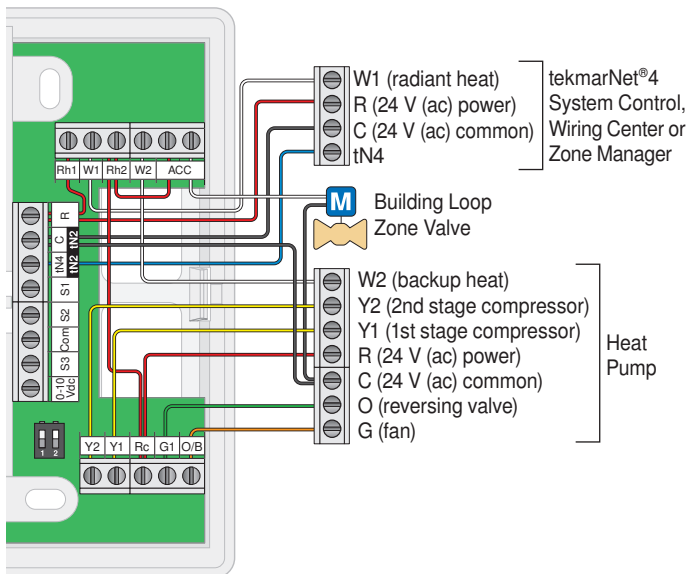 W1 (radiant heat)
R (24 V (ac) power)
C (24 V (ac) common)
tN4
tekmarNet®4
System Control,
Wiring Center or
Zone Manager
Rh1 W1 Rh2 W2 ACC
M
Building Loop
Zone Valve
R
C tN2
tN4 tN2
S1
S2
Com
S3
0-10
Vdc
W2 (backup heat)
Y2 (2nd stage compressor)
Y1 (1st stage compressor)
R (24 V (ac) power)
C (24 V (ac) common)
O (reversing valve)
G (fan)
Heat
Pump
1 2
Y2 Y1 Rc G1 O/B